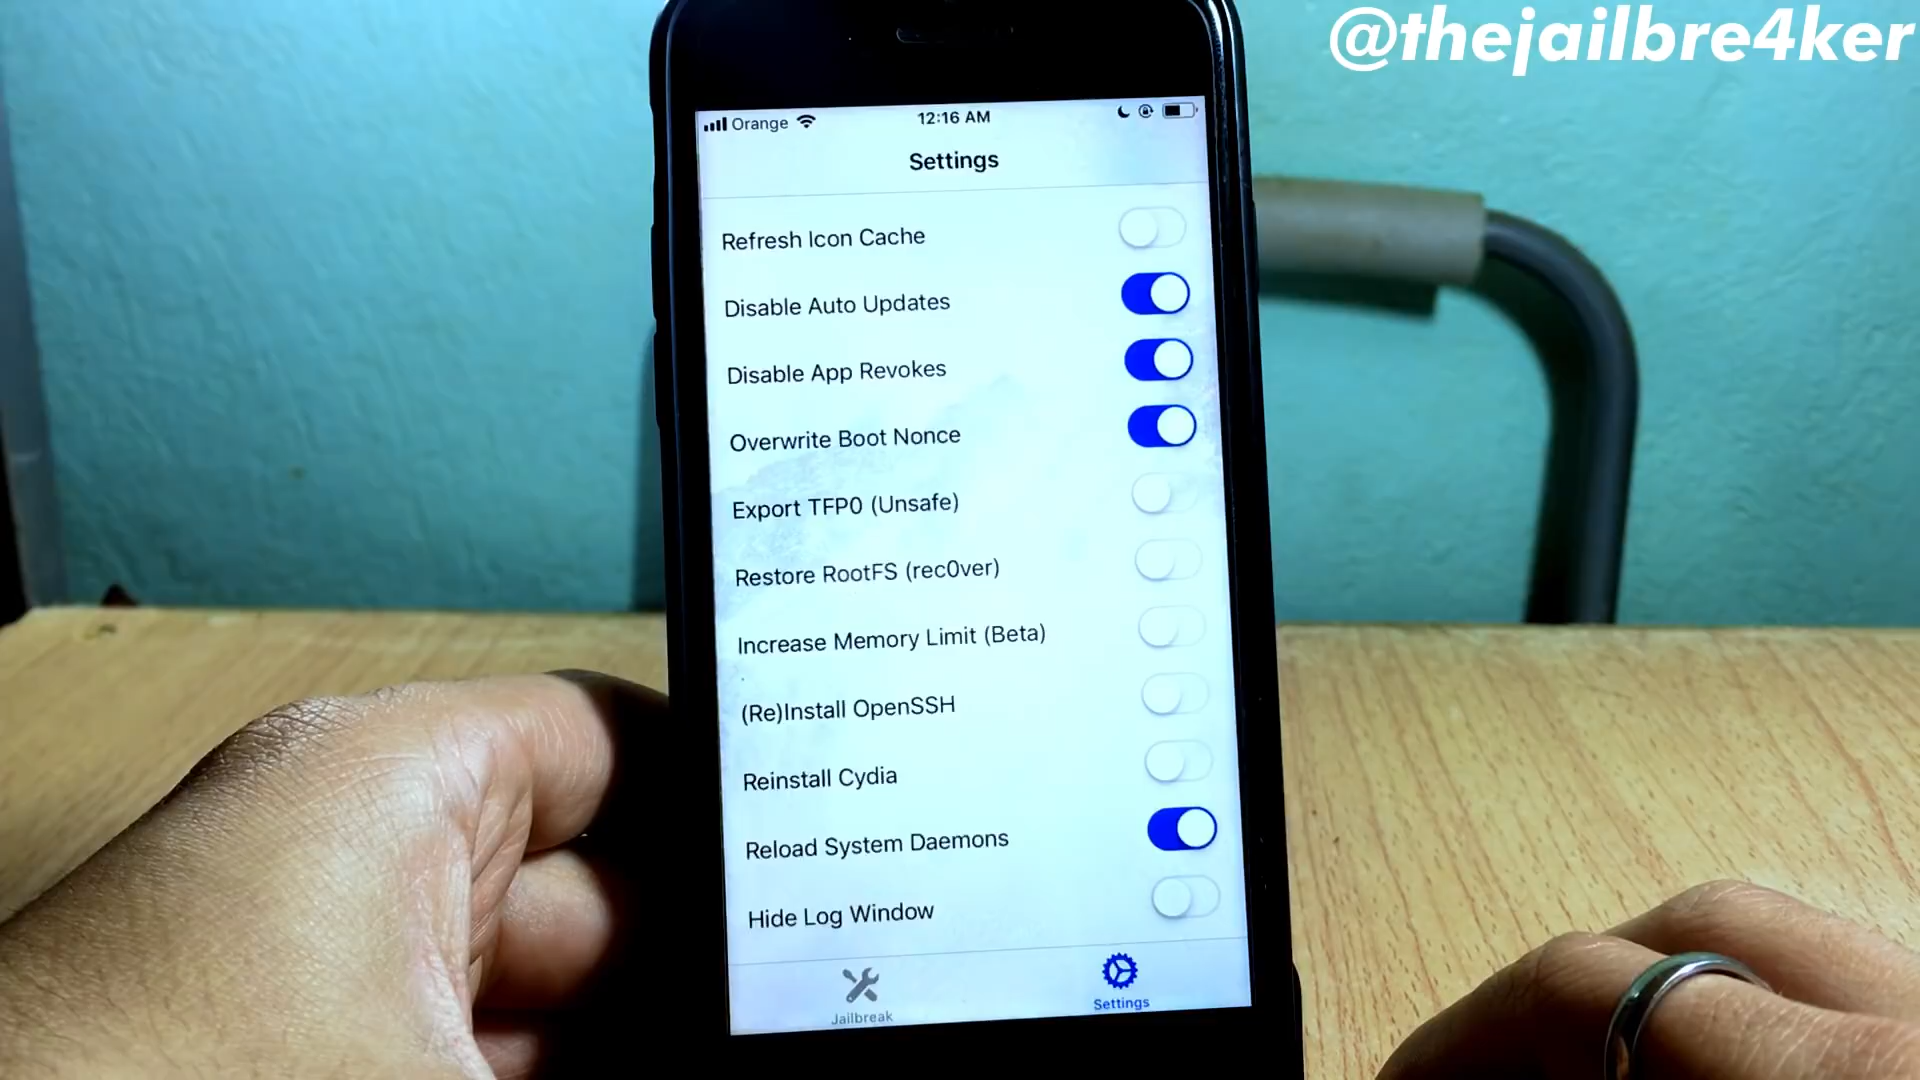 @thejailbre4ker
Orange 12:16 AM
Settings
Refresh Icon Cache
Disable Auto Updates
Disable App Revokes
Overwrite Boot Nonce
Export TFP0 (Unsafe)
Restore RootFS (rec0ver)
Increase Memory Limit (Beta)
(Re)Install OpenSSH
Reinstall Cydia
Reload System Daemons
Hide Log Window
Jailbreak Settings